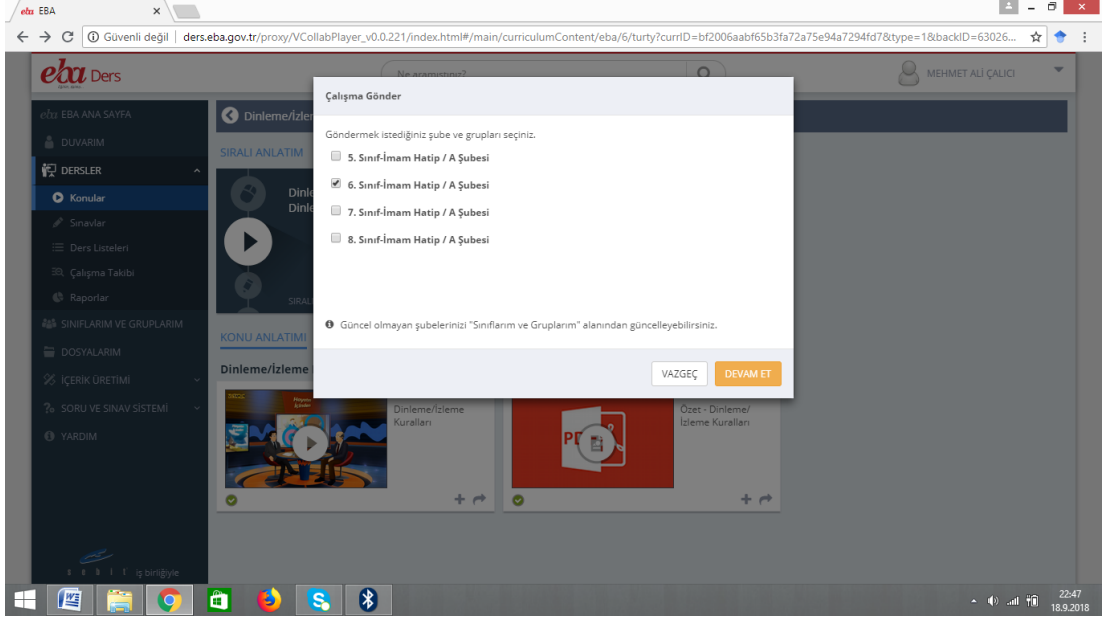 eba EBA
Güvenli değil | ders.eba.gov.tr/proxy/VCollabPlayer_v0.0.221/index.html#/main/curriculumContent/eba/6/turty?currID=bf2006aabf65b3fa72a75e94a7294fd7&type=1&backID=63026...
eba Ders
Ne aramıştınız?
MEHMET ALİ ÇALICI
eba EBA ANA SAYFA
DUVARIM
DERSLER
Konular
Sınavlar
Ders Listeleri
Çalışma Takibi
Raporlar
SINIFLARIM VE GRUPLARIM
DOSYALARIM
İÇERİK ÜRETİMİ
SORU VE SINAV SİSTEMİ
YARDIM
sebit işbirliğiyle
Dinleme/İzle
SIRALI ANLATIM
Dinle
Dinle
SIRAL
KONU ANLATIMI
Dinleme/İzleme
Çalışma Gönder
Göndermek istediğiniz şube ve grupları seçiniz.
5. Sınıf-İmam Hatip / A Şubesi
6. Sınıf-İmam Hatip / A Şubesi
7. Sınıf-İmam Hatip / A Şubesi
8. Sınıf-İmam Hatip / A Şubesi
Güncel olmayan şubelerinizi "Sınıflarım ve Gruplarım" alanından güncelleyebilirsiniz.
VAZGEÇ
DEVAM ET
Dinleme/İzleme
Kuralları
Özet - Dinleme/
İzleme Kuralları
22:47
18.9.2018